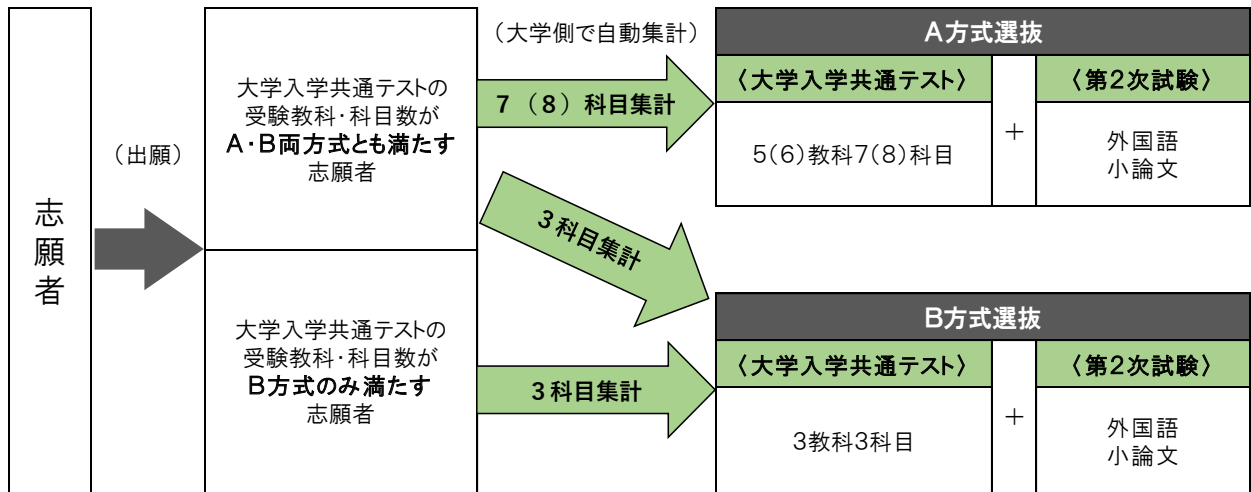 志願者
（出願）
大学入学共通テストの
受験教科・科目数が
A・B両方式とも満たす
志願者
大学入学共通テストの
受験教科・科目数が
B方式のみ満たす
志願者
（大学側で自動集計）
７（８）科目集計
３科目集計
３科目集計
A方式選抜
〈大学入学共通テスト〉
5(6)教科7(8)科目
＋
〈第2次試験〉
外国語
小論文
B方式選抜
〈大学入学共通テスト〉
3教科3科目
＋
〈第2次試験〉
外国語
小論文